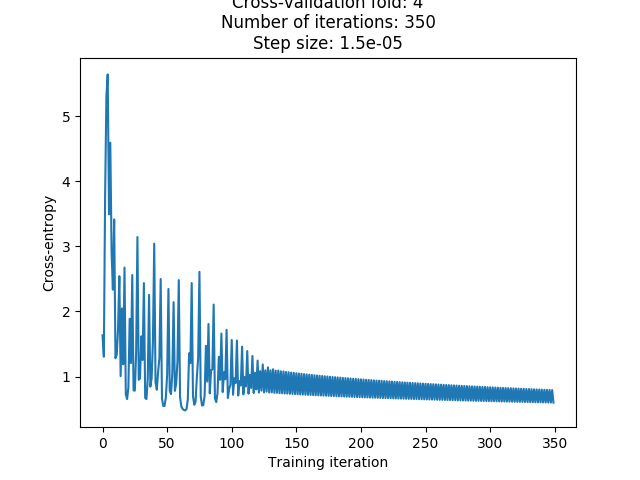 Cross-validation fold: 4
Number of iterations: 350
Step size: 1.5e-05
5
4
3
2
1
Cross-entropy
0 50 100 150 200 250 300 350
Training iteration